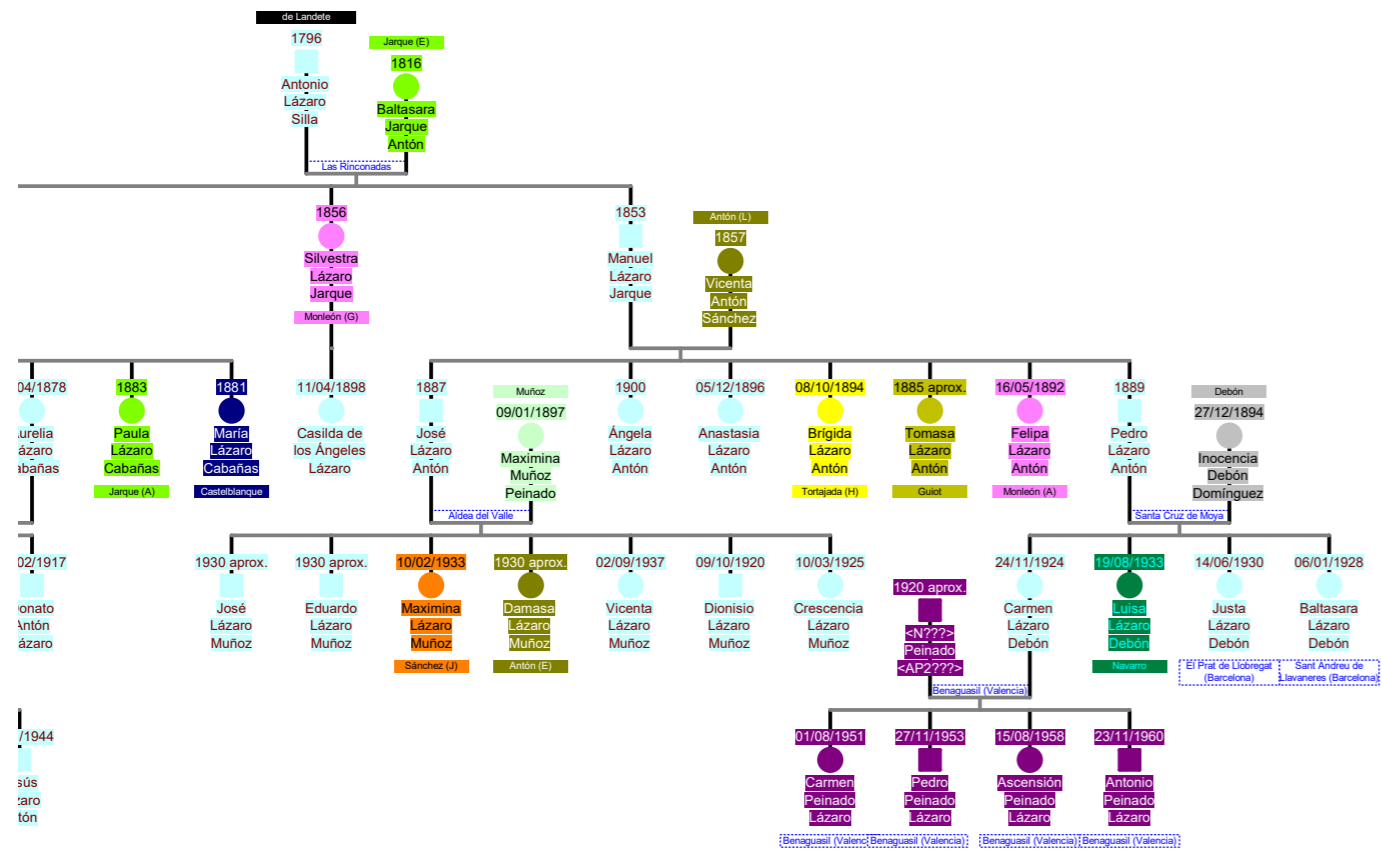 de Landete
1796
Antonio
Lázaro
Silla
Jarque (E)
1816
Baltasara
Jarque
Antón
Las Rinconadas
1856
Silvestra
Lázaro
Jarque
Monleón (G)
1853
Manuel
Lázaro
Jarque
Antón (L)
1857
Vicenta
Antón
Sánchez
04/1878
urelia
ázaro
abañas
1883
Paula
Lázaro
Cabañas
Jarque (A)
1881
María
Lázaro
Cabañas
Castelblanque
11/04/1898
Casilda de
los Ángeles
Lázaro
1887
José
Lázaro
Antón
Muñoz
09/01/1897
Maximina
Muñoz
Peinado
Aldea del Valle
1900
Ángela
Lázaro
Antón
05/12/1896
Anastasia
Lázaro
Antón
08/10/1894
Brígida
Lázaro
Antón
Tortajada (H)
1885 aprox.
Tomasa
Lázaro
Antón
Guiot
16/05/1892
Felipa
Lázaro
Antón
Monleón (A)
1889
Pedro
Lázaro
Antón
Debón
27/12/1894
Inocencia
Debón
Domínguez
Santa Cruz de Moya
02/1917
onato
Antón
ázaro
1930 aprox.
José
Lázaro
Muñoz
1930 aprox.
Eduardo
Lázaro
Muñoz
10/02/1933
Maximina
Lázaro
Muñoz
Sánchez (J)
1930 aprox.
Damasa
Lázaro
Muñoz
Antón (E)
02/09/1937
Vicenta
Lázaro
Muñoz
09/10/1920
Dionisio
Lázaro
Muñoz
10/03/1925
Crescencia
Lázaro
Muñoz
1920 aprox.
<N???>
Peinado
<AP2???>
24/11/1924
Carmen
Lázaro
Debón
Benaguasil (Valencia)
19/08/1933
Luisa
Lázaro
Debón
Navarro
14/06/1930
Justa
Lázaro
Debón
El Prat de Llobregat
(Barcelona)
06/01/1928
Baltasara
Lázaro
Debón
Sant Andreu de
Llavaneres (Barcelona)
/1944
sús
zaro
tón
01/08/1951
Carmen
Peinado
Lázaro
Benaguasil (Valenc
27/11/1953
Pedro
Peinado
Lázaro
Benaguasil (Valencia)
15/08/1958
Ascensión
Peinado
Lázaro
Benaguasil (Valencia)
23/11/1960
Antonio
Peinado
Lázaro
Benaguasil (Valencia)